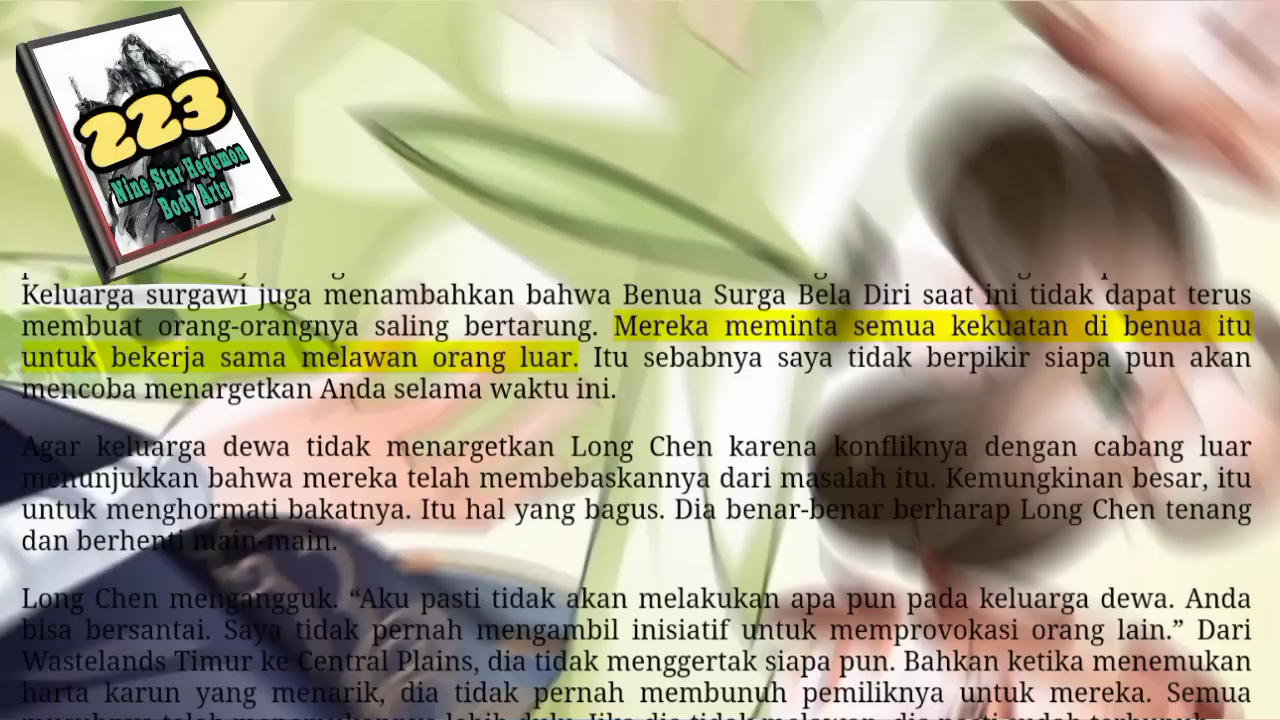 223
Nine Star Hegemon
Body Arts
Keluarga surgawi juga menambahkan bahwa Benua Surga Bela Diri saat ini tidak dapat terus
membuat orang-orangnya saling bertarung. Mereka meminta semua kekuatan di benua itu
untuk bekerja sama melawan orang luar. Itu sebabnya saya tidak berpikir siapa pun akan
mencoba menargetkan Anda selama waktu ini.
Agar keluarga dewa tidak menargetkan Long Chen karena konfliknya dengan cabang luar
menunjukkan bahwa mereka telah membebaskannya dari masalah itu. Kemungkinan besar, itu
untuk menghormati bakatnya. Itu hal yang bagus. Dia benar-benar berharap Long Chen tenang
dan berhenti main-main.
Long Chen mengangguk. “Aku pasti tidak akan melakukan apa pun pada keluarga dewa. Anda
bisa bersantai. Saya tidak pernah mengambil inisiatif untuk memprovokasi orang lain.” Dari
Wastelands Timur ke Central Plains, dia tidak menggertak siapa pun. Bahkan ketika menemukan
harta karun yang menarik, dia tidak pernah membunuh pemiliknya untuk mereka. Semua